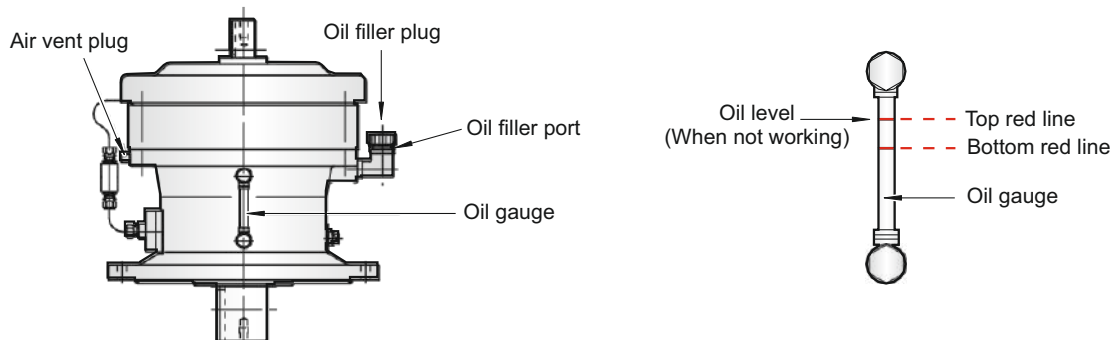 Oil filler plug
Air vent plug
Oil filler port
Oil gauge
Oil level
(When not working)
Top red line
Bottom red line
Oil gauge